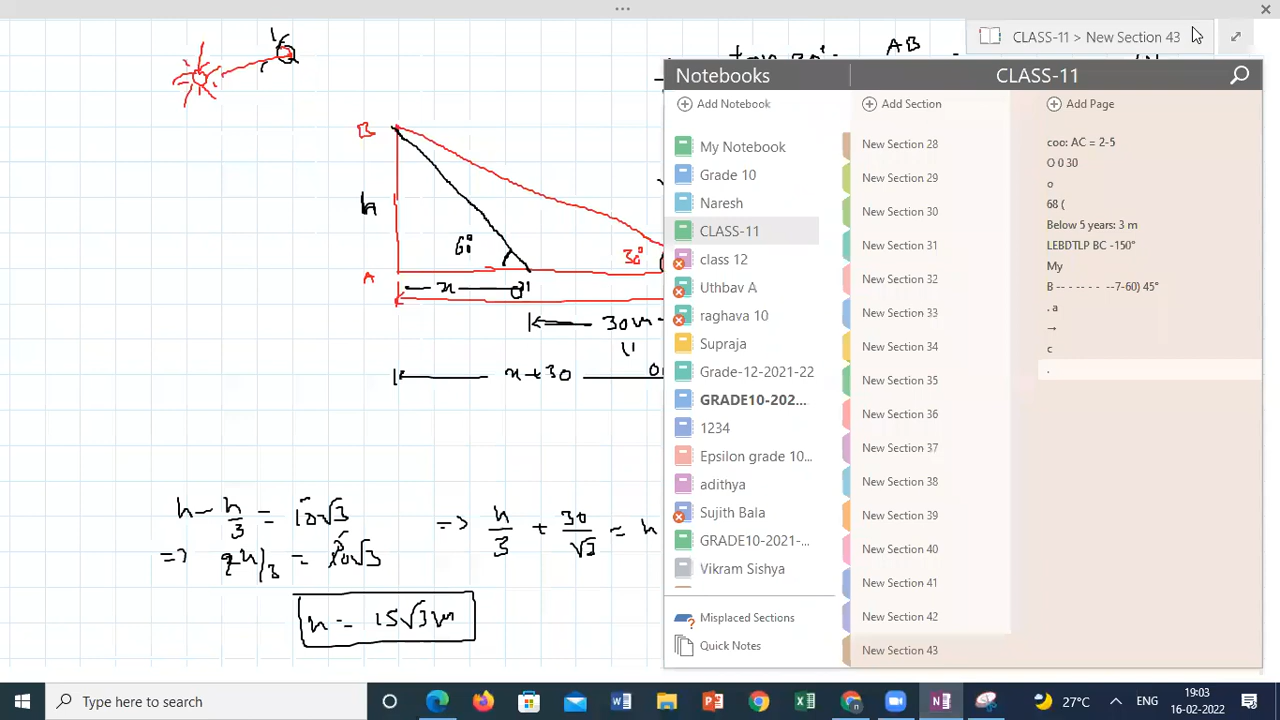 CLASS-11 > New Section 43
tan 30° =
AB
Notebooks
CLASS-11
Add Notebook
Add Section
Add Page
My Notebook
Grade 10
Naresh
CLASS-11
class 12
Uthbav A
raghava 10
Supraja
Grade-12-2021-22
GRADE10-202...
1234
Epsilon grade 10...
adithya
Sujith Bala
GRADE10-2021-...
Vikram Sishya
Misplaced Sections
Quick Notes
New Section 28
New Section 29
New Section 30
New Section 31
New Section 32
New Section 33
New Section 34
New Section 35
New Section 36
New Section 37
New Section 38
New Section 39
New Section 40
New Section 41
New Section 42
New Section 43
coo: AC = 2-5
O 0 30
o
68 (
Below 5 years: 3 m
LEBDTLP BC -150°
My
B -- - -- - -- --7-60) 45°
, a
→
c
.
B
h
60°
30°
A
x
30m
x+30
h - h/3 = 10√3
=> h/3 + 30/√3 = h
=> 2h/3 = 10√3
h = 15√3 m
Type here to search
27°C
ENG
19:03
16-02-2022